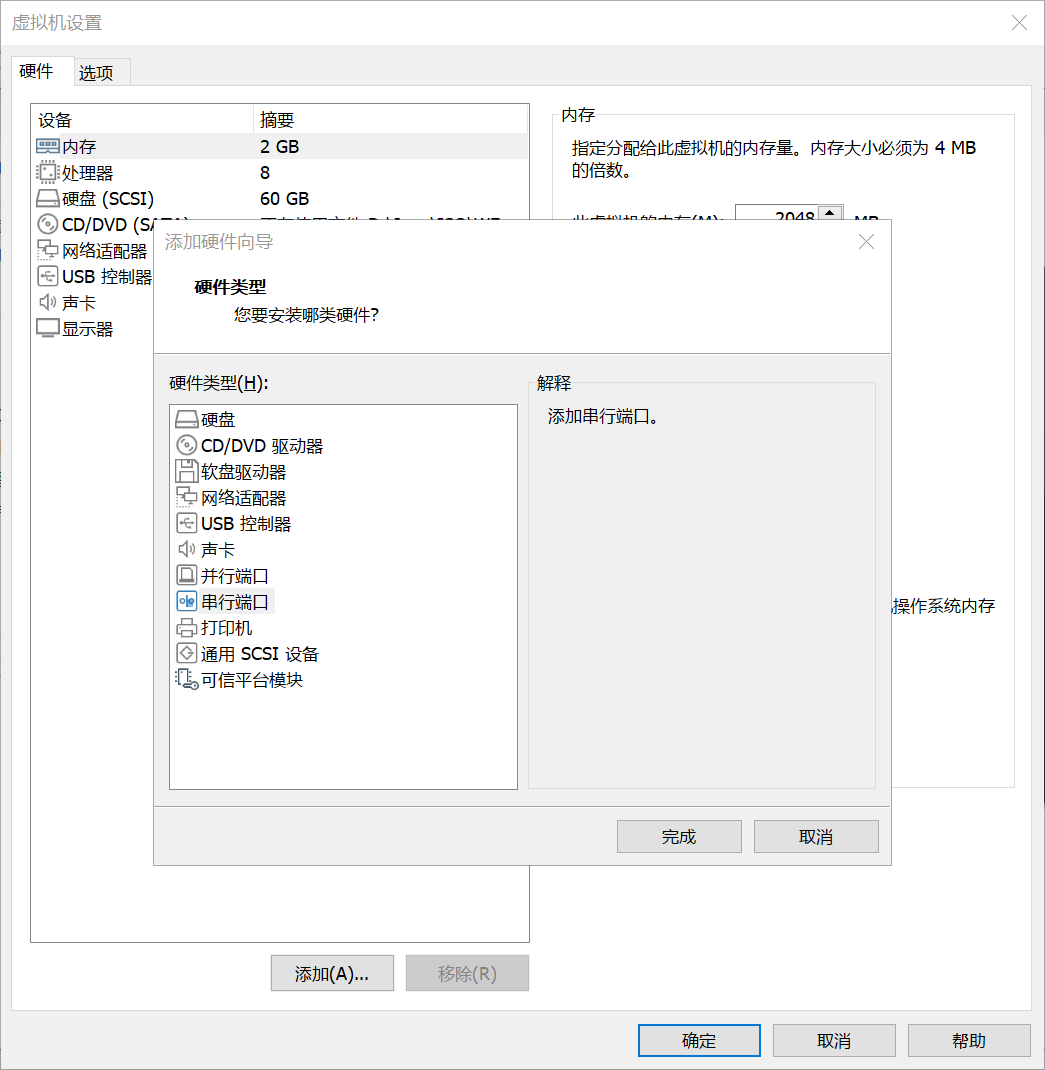 虚拟机设置
硬件
选项
设备 摘要
内存 2 GB
处理器 8
硬盘 (SCSI) 60 GB
CD/DVD (SATA)
网络适配器
USB 控制器
声卡
显示器
内存
指定分配给此虚拟机的内存量。内存大小必须为 4 MB
的倍数。
此虚拟机的内存(M): 2048 MB
操作系统内存
添加硬件向导
硬件类型
您要安装哪类硬件?
硬件类型(H):
硬盘
CD/DVD 驱动器
软盘驱动器
网络适配器
USB 控制器
声卡
并行端口
串行端口
打印机
通用 SCSI 设备
可信平台模块
解释
添加串行端口。
完成
取消
添加(A)...
移除(R)
确定
取消
帮助